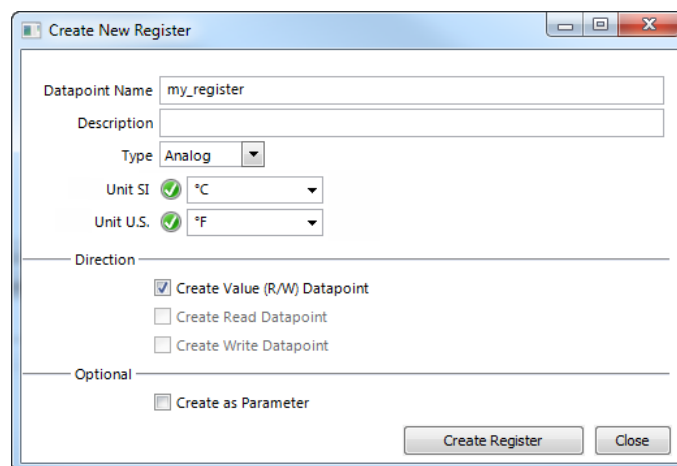 Create New Register
Datapoint Name my_register
Description
Type Analog
Unit SI °C
Unit U.S. °F
Direction
Create Value (R/W) Datapoint
Create Read Datapoint
Create Write Datapoint
Optional
Create as Parameter
Create Register Close